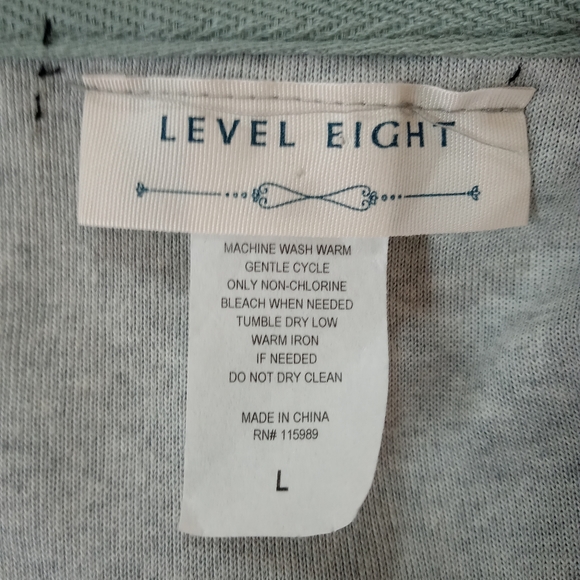 LEVEL EIGHT
MACHINE WASH WARM
GENTLE CYCLE
ONLY NON-CHLORINE
BLEACH WHEN NEEDED
TUMBLE DRY LOW
WARM IRON
IF NEEDED
DO NOT DRY CLEAN
MADE IN CHINA
RN# 115989
L